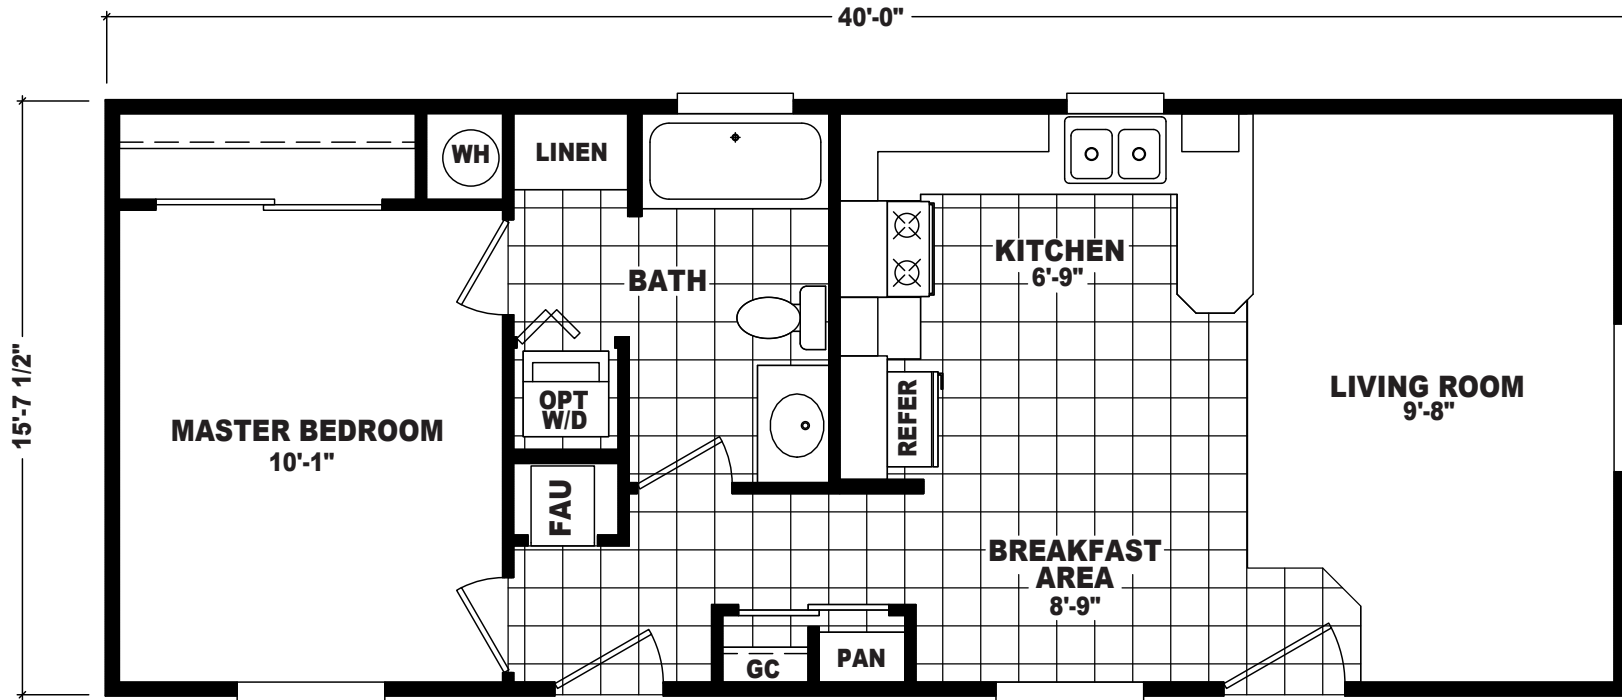 40'-0"
15'-7 1/2"
WH
LINEN
BATH
KITCHEN
6'-9"
OPT
W/D
REFER
LIVING ROOM
9'-8"
MASTER BEDROOM
10'-1"
FAU
BREAKFAST
AREA
8'-9"
GC
PAN